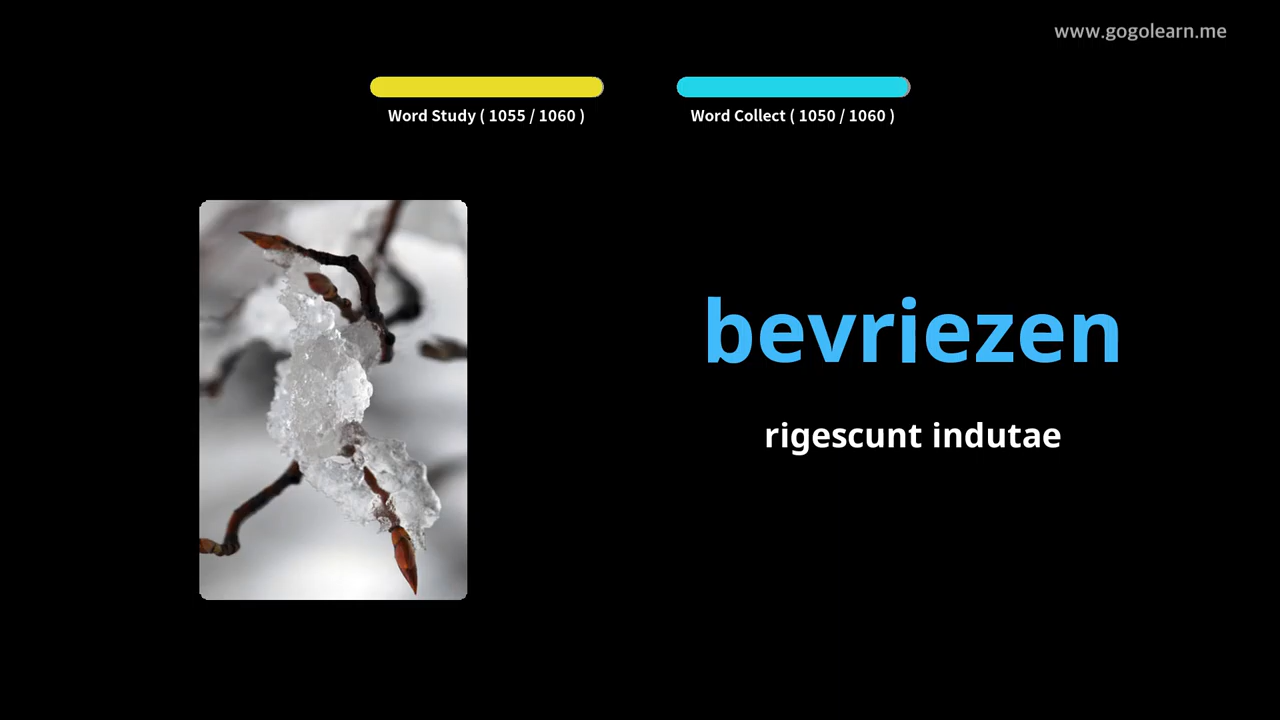 www.gogolearn.me
Word Study ( 1055 / 1060 )
Word Collect ( 1050 / 1060 )
bevriezen
rigescunt indutae